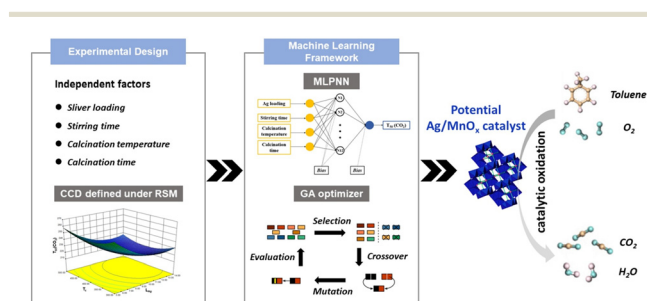 Experimental Design
Independent factors
Sliver loading
Stirring time
Calcination temperature
Calcination time
CCD defined under RSM
Machine Learning
Framework
MLPNN
Ag loading
Stirring time
Calcination
temperature
Calcination
time
Bias
Bias
GA optimizer
Selection
Evaluation
Crossover
Mutation
Potential
Ag/MnOx catalyst
catalytic oxidation
Toluene
O2
CO2
H2O